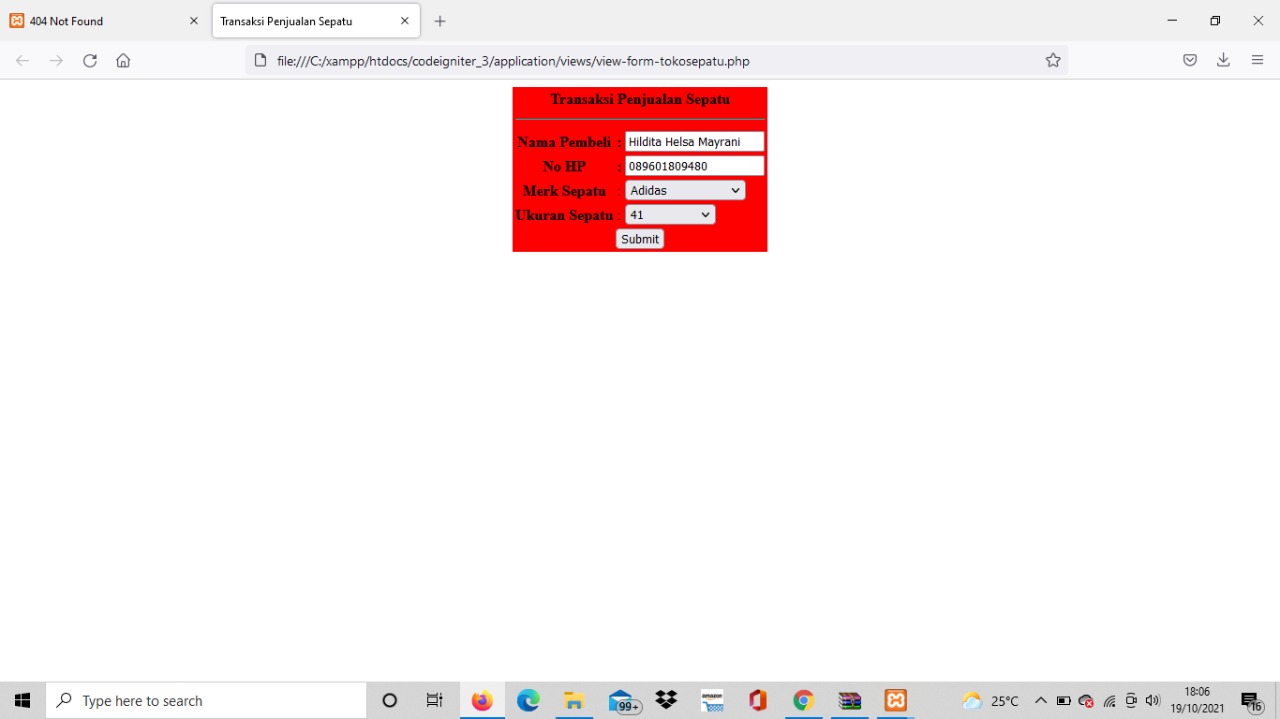 404 Not Found
Transaksi Penjualan Sepatu
file:///C:/xampp/htdocs/codeigniter_3/application/views/view-form-tokosepatu.php
Transaksi Penjualan Sepatu
Nama Pembeli : Hildita Helsa Mayrani
No HP : 089601809480
Merk Sepatu : Adidas
Ukuran Sepatu : 41
Submit
Type here to search
99+
25°C
18:06
19/10/2021
16